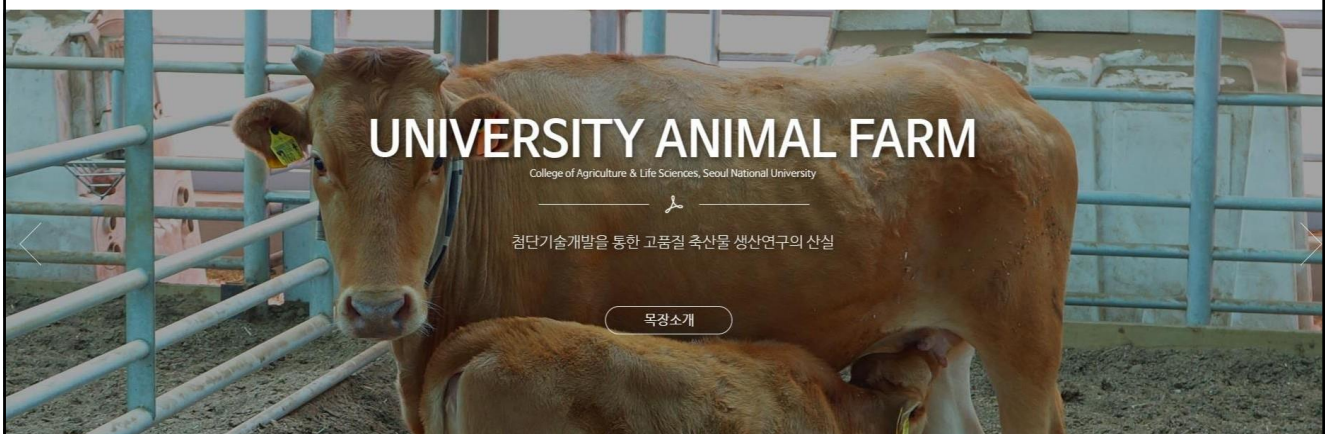 UNIVERSITY ANIMAL FARM
College of Agriculture & Life Sciences, Seoul National University
첨단기술개발을 통한 고품질 축산물 생산연구의 산실
목장소개